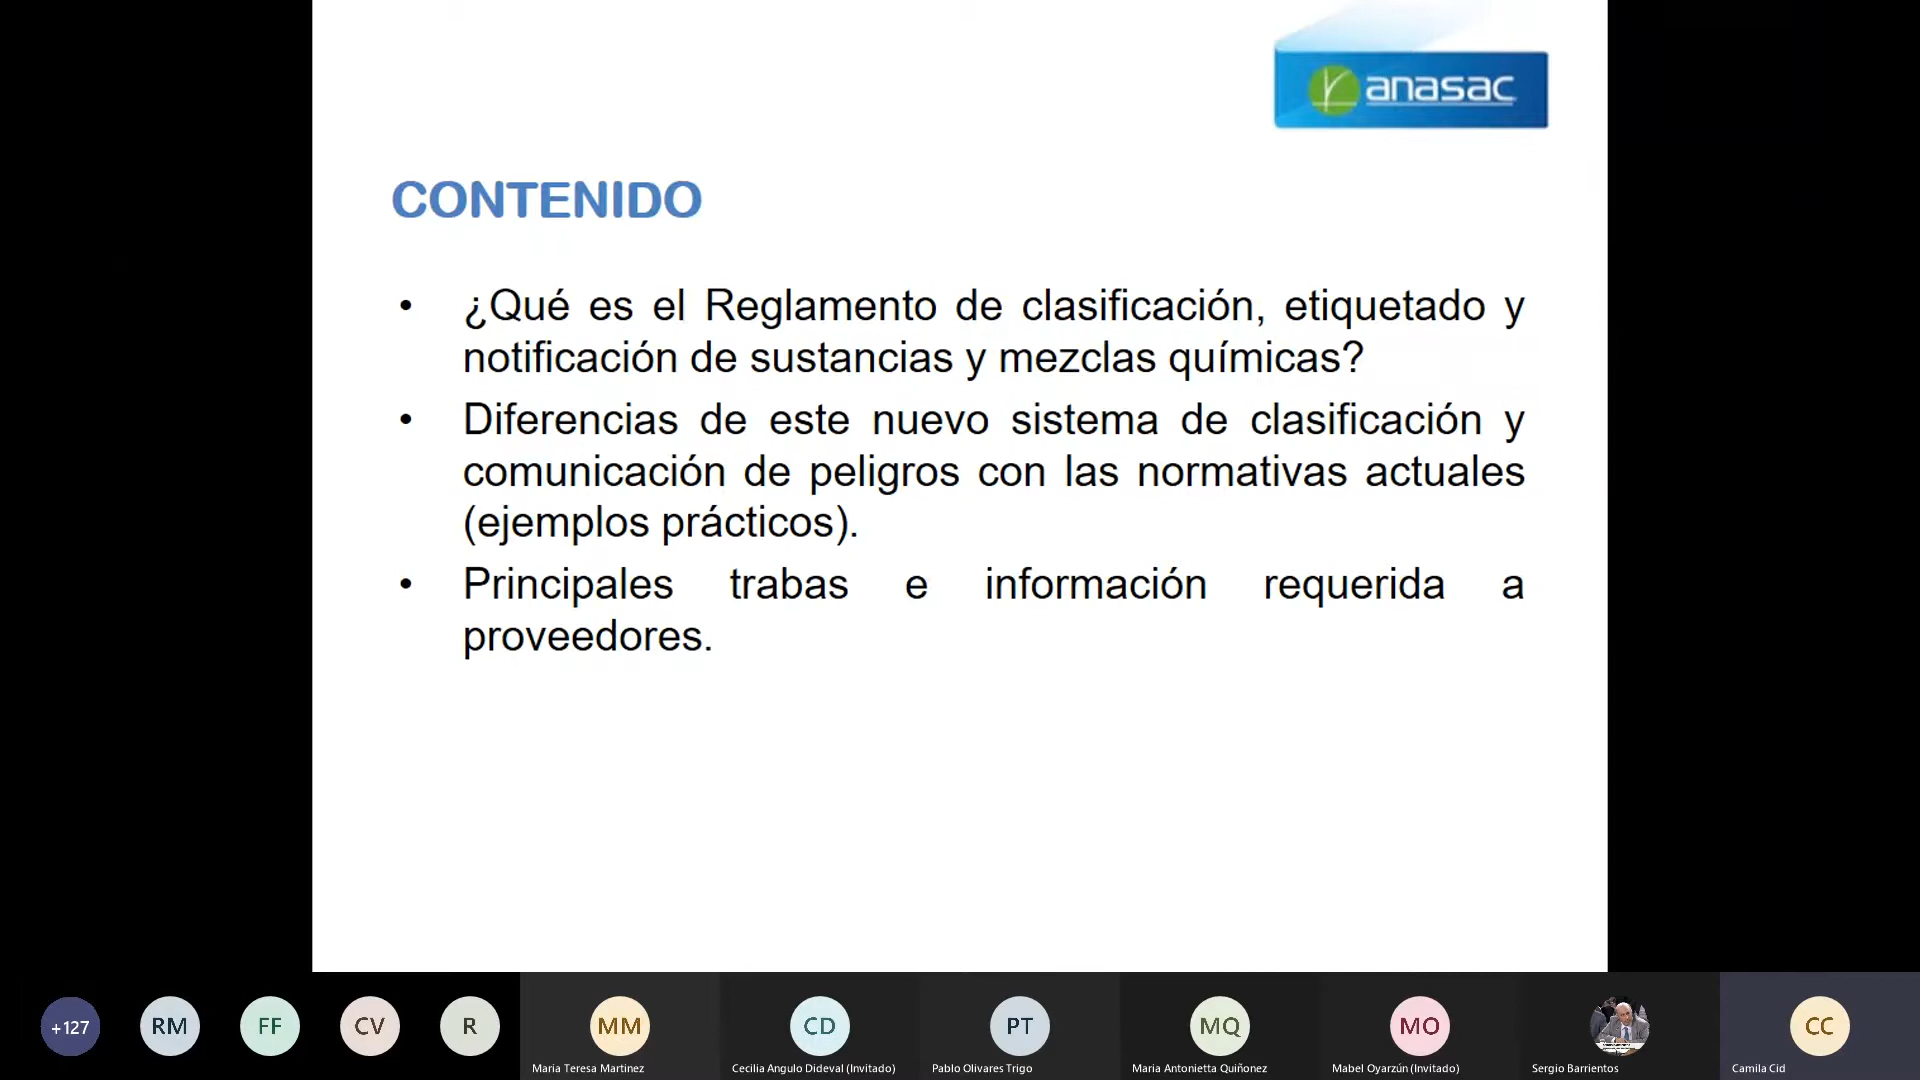 anasac
CONTENIDO
• ¿Qué es el Reglamento de clasificación, etiquetado y
notificación de sustancias y mezclas químicas?
• Diferencias de este nuevo sistema de clasificación y
comunicación de peligros con las normativas actuales
(ejemplos prácticos).
• Principales trabas e información requerida a
proveedores.
+127
RM
FF
CV
R
MM
CD
PT
MQ
MO
CC
Maria Teresa Martinez
Cecilia Angulo Dideval (Invitado)
Pablo Olivares Trigo
Maria Antonietta Quiñonez
Mabel Oyarzún (Invitado)
Sergio Barrientos
Camila Cid